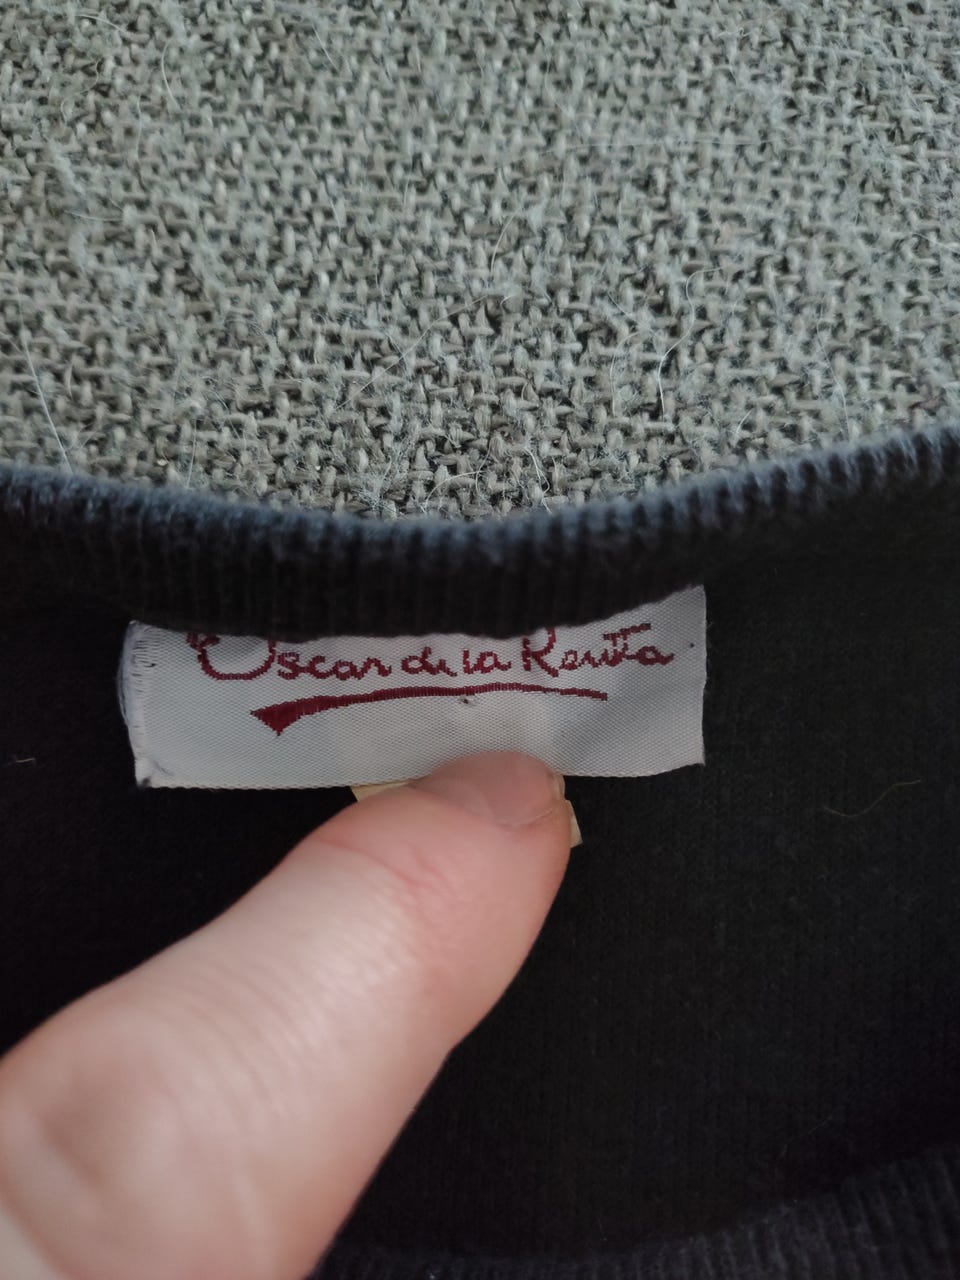 Oscar de la Renta